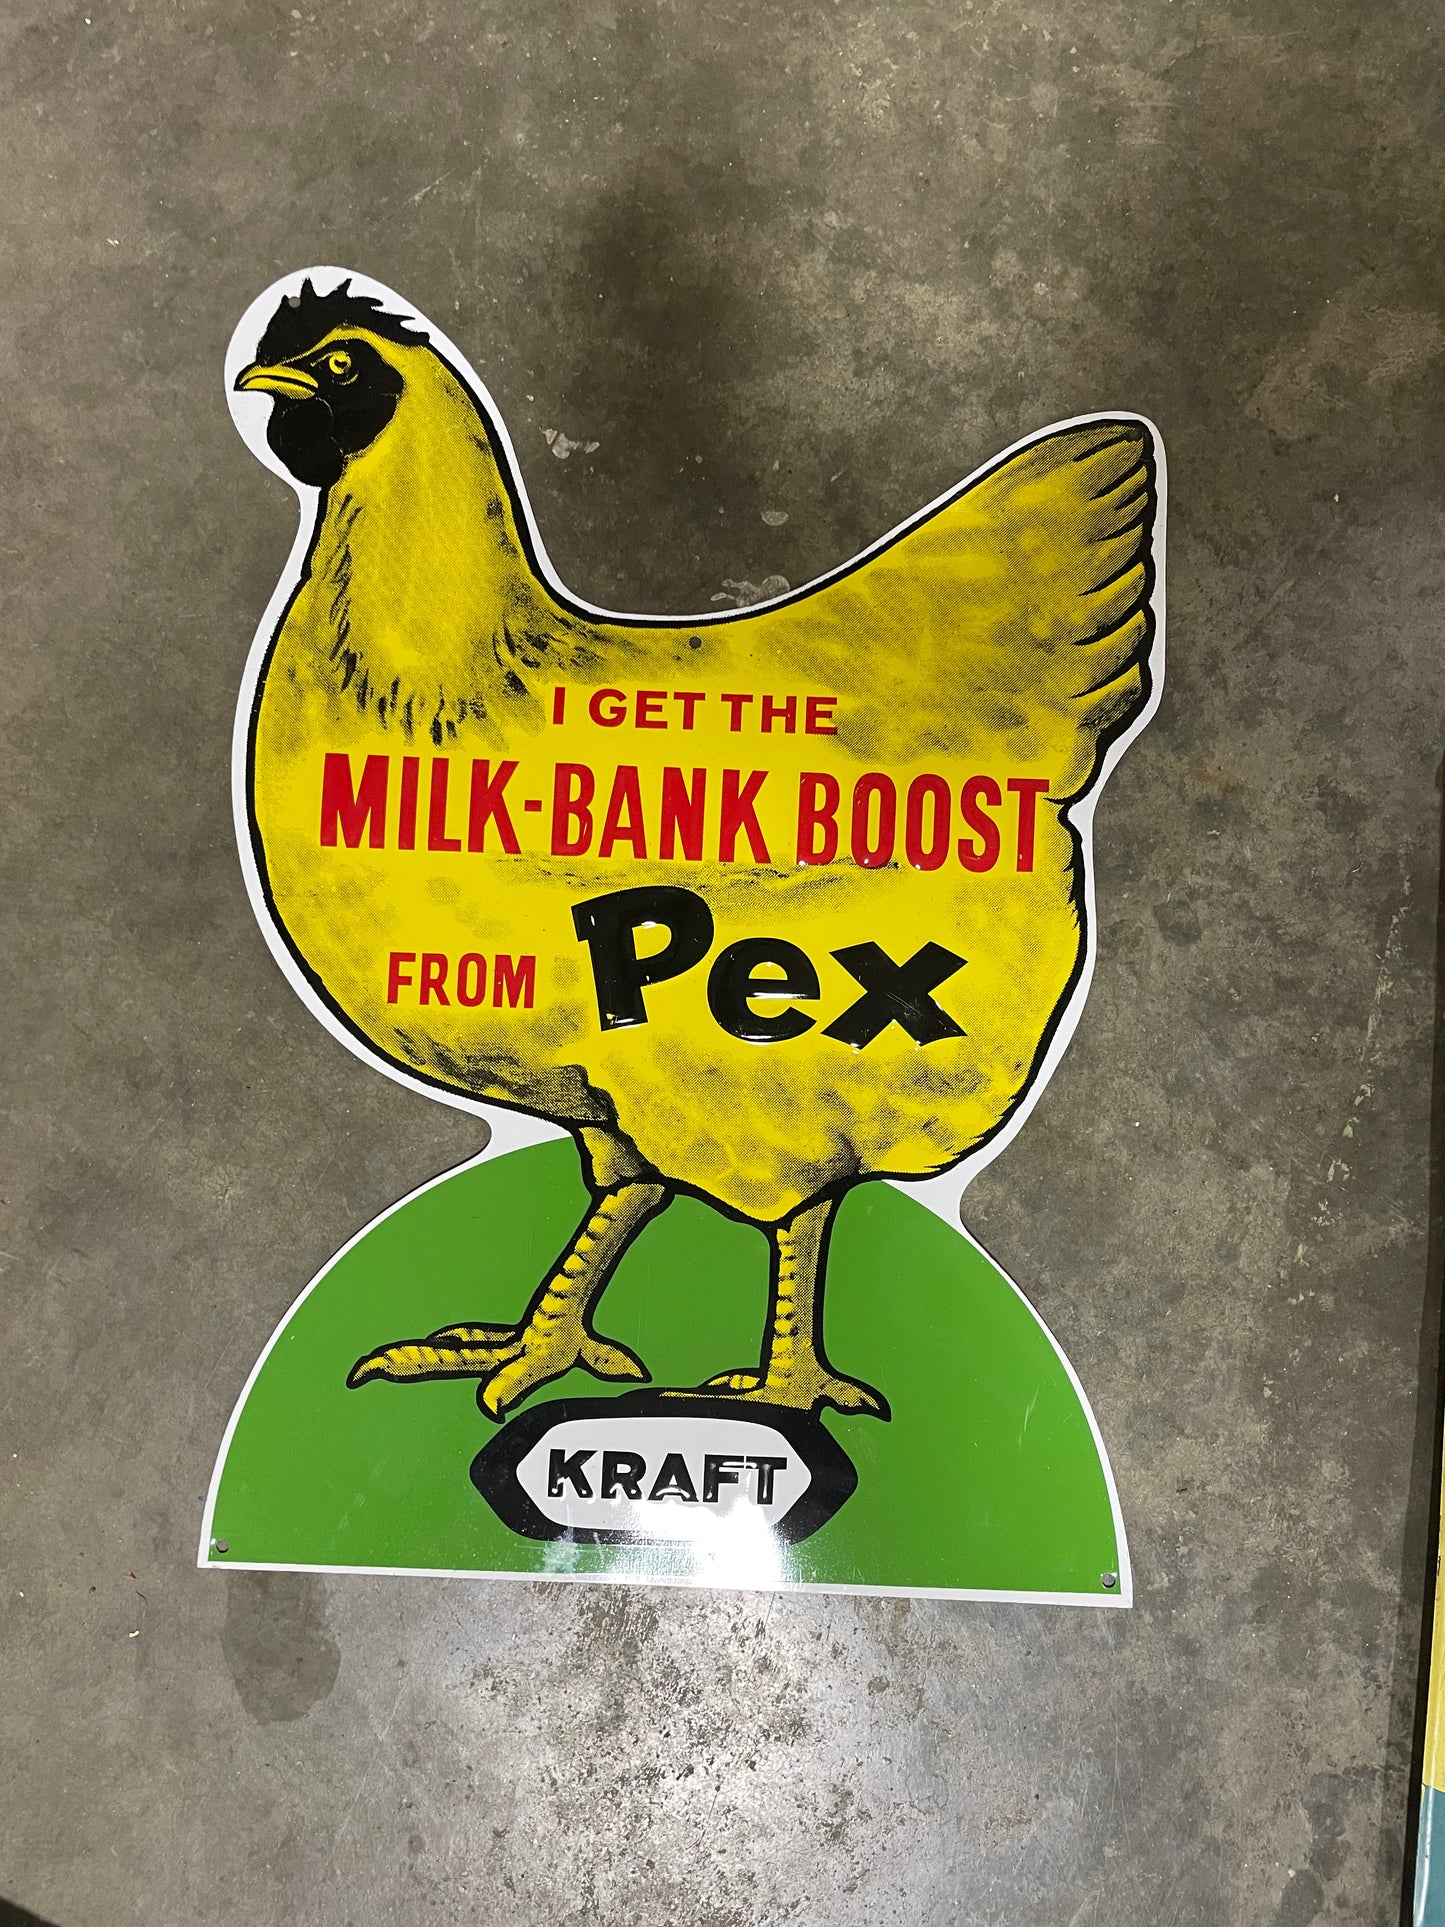 I GET THE
MILK-BANK BOOST
FROM Pex
KRAFT